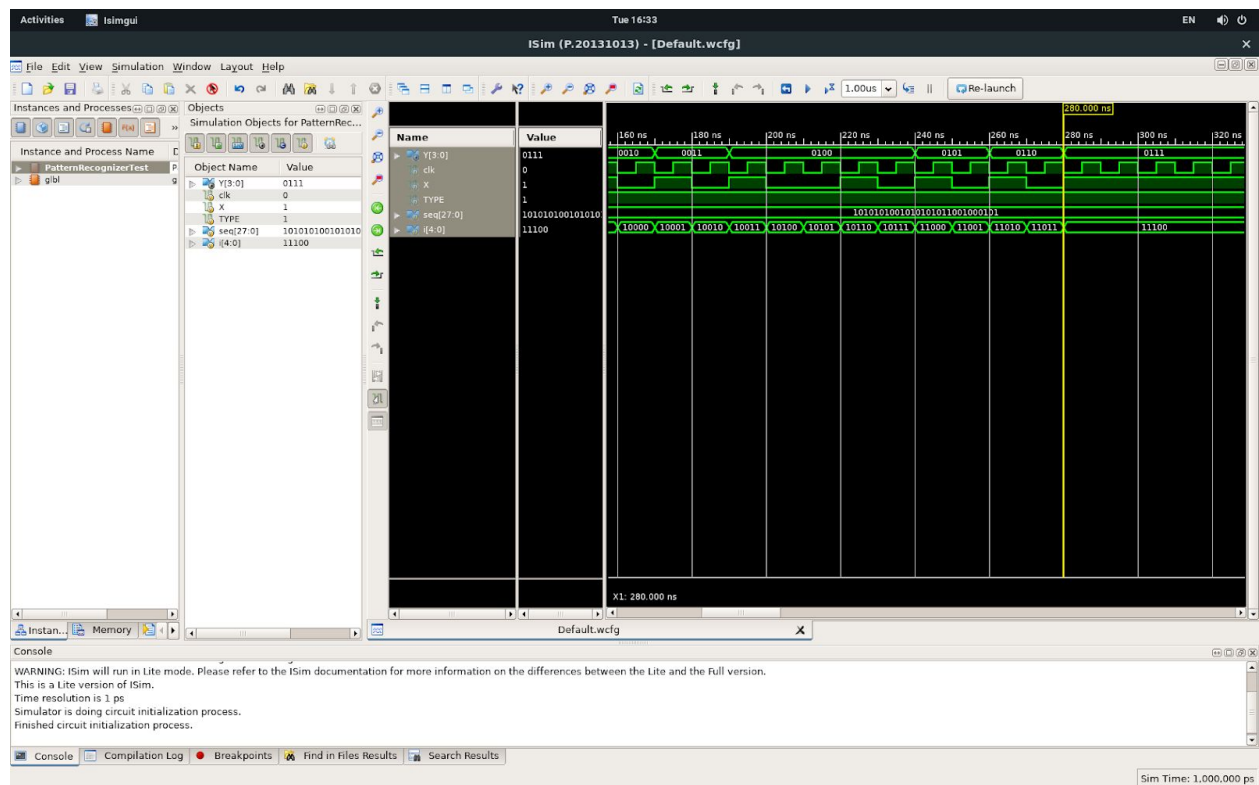 Activities Isimgui Tue 16:33 EN
ISim (P.20131013) - [Default.wcfg]
File Edit View Simulation Window Layout Help
1.00us Re-launch
Instances and Processes
Instance and Process Name
PatternRecognizerTest P
glbl g
Objects
Simulation Objects for PatternRec...
Object Name Value
Y[3:0] 0111
clk 0
X 1
TYPE 1
seq[27:0] 101010100101010
i[4:0] 11100
Name Value
Y[3:0] 0111
clk 0
X 1
TYPE 1
seq[27:0] 101010100101010
i[4:0] 11100
280.000 ns
160 ns 180 ns 200 ns 220 ns 240 ns 260 ns 280 ns 300 ns 320 ns
0010 0011 0100 0101 0110 0111
1010101001010101011001000101
10000 10001 10010 10011 10100 10101 10110 10111 11000 11001 11010 11011 11100
X1: 280.000 ns
Instan... Memory
Default.wcfg
Console
WARNING: ISim will run in Lite mode. Please refer to the ISim documentation for more information on the differences between the Lite and the Full version.
This is a Lite version of ISim.
Time resolution is 1 ps
Simulator is doing circuit initialization process.
Finished circuit initialization process.
Console Compilation Log Breakpoints Find in Files Results Search Results
Sim Time: 1,000,000 ps